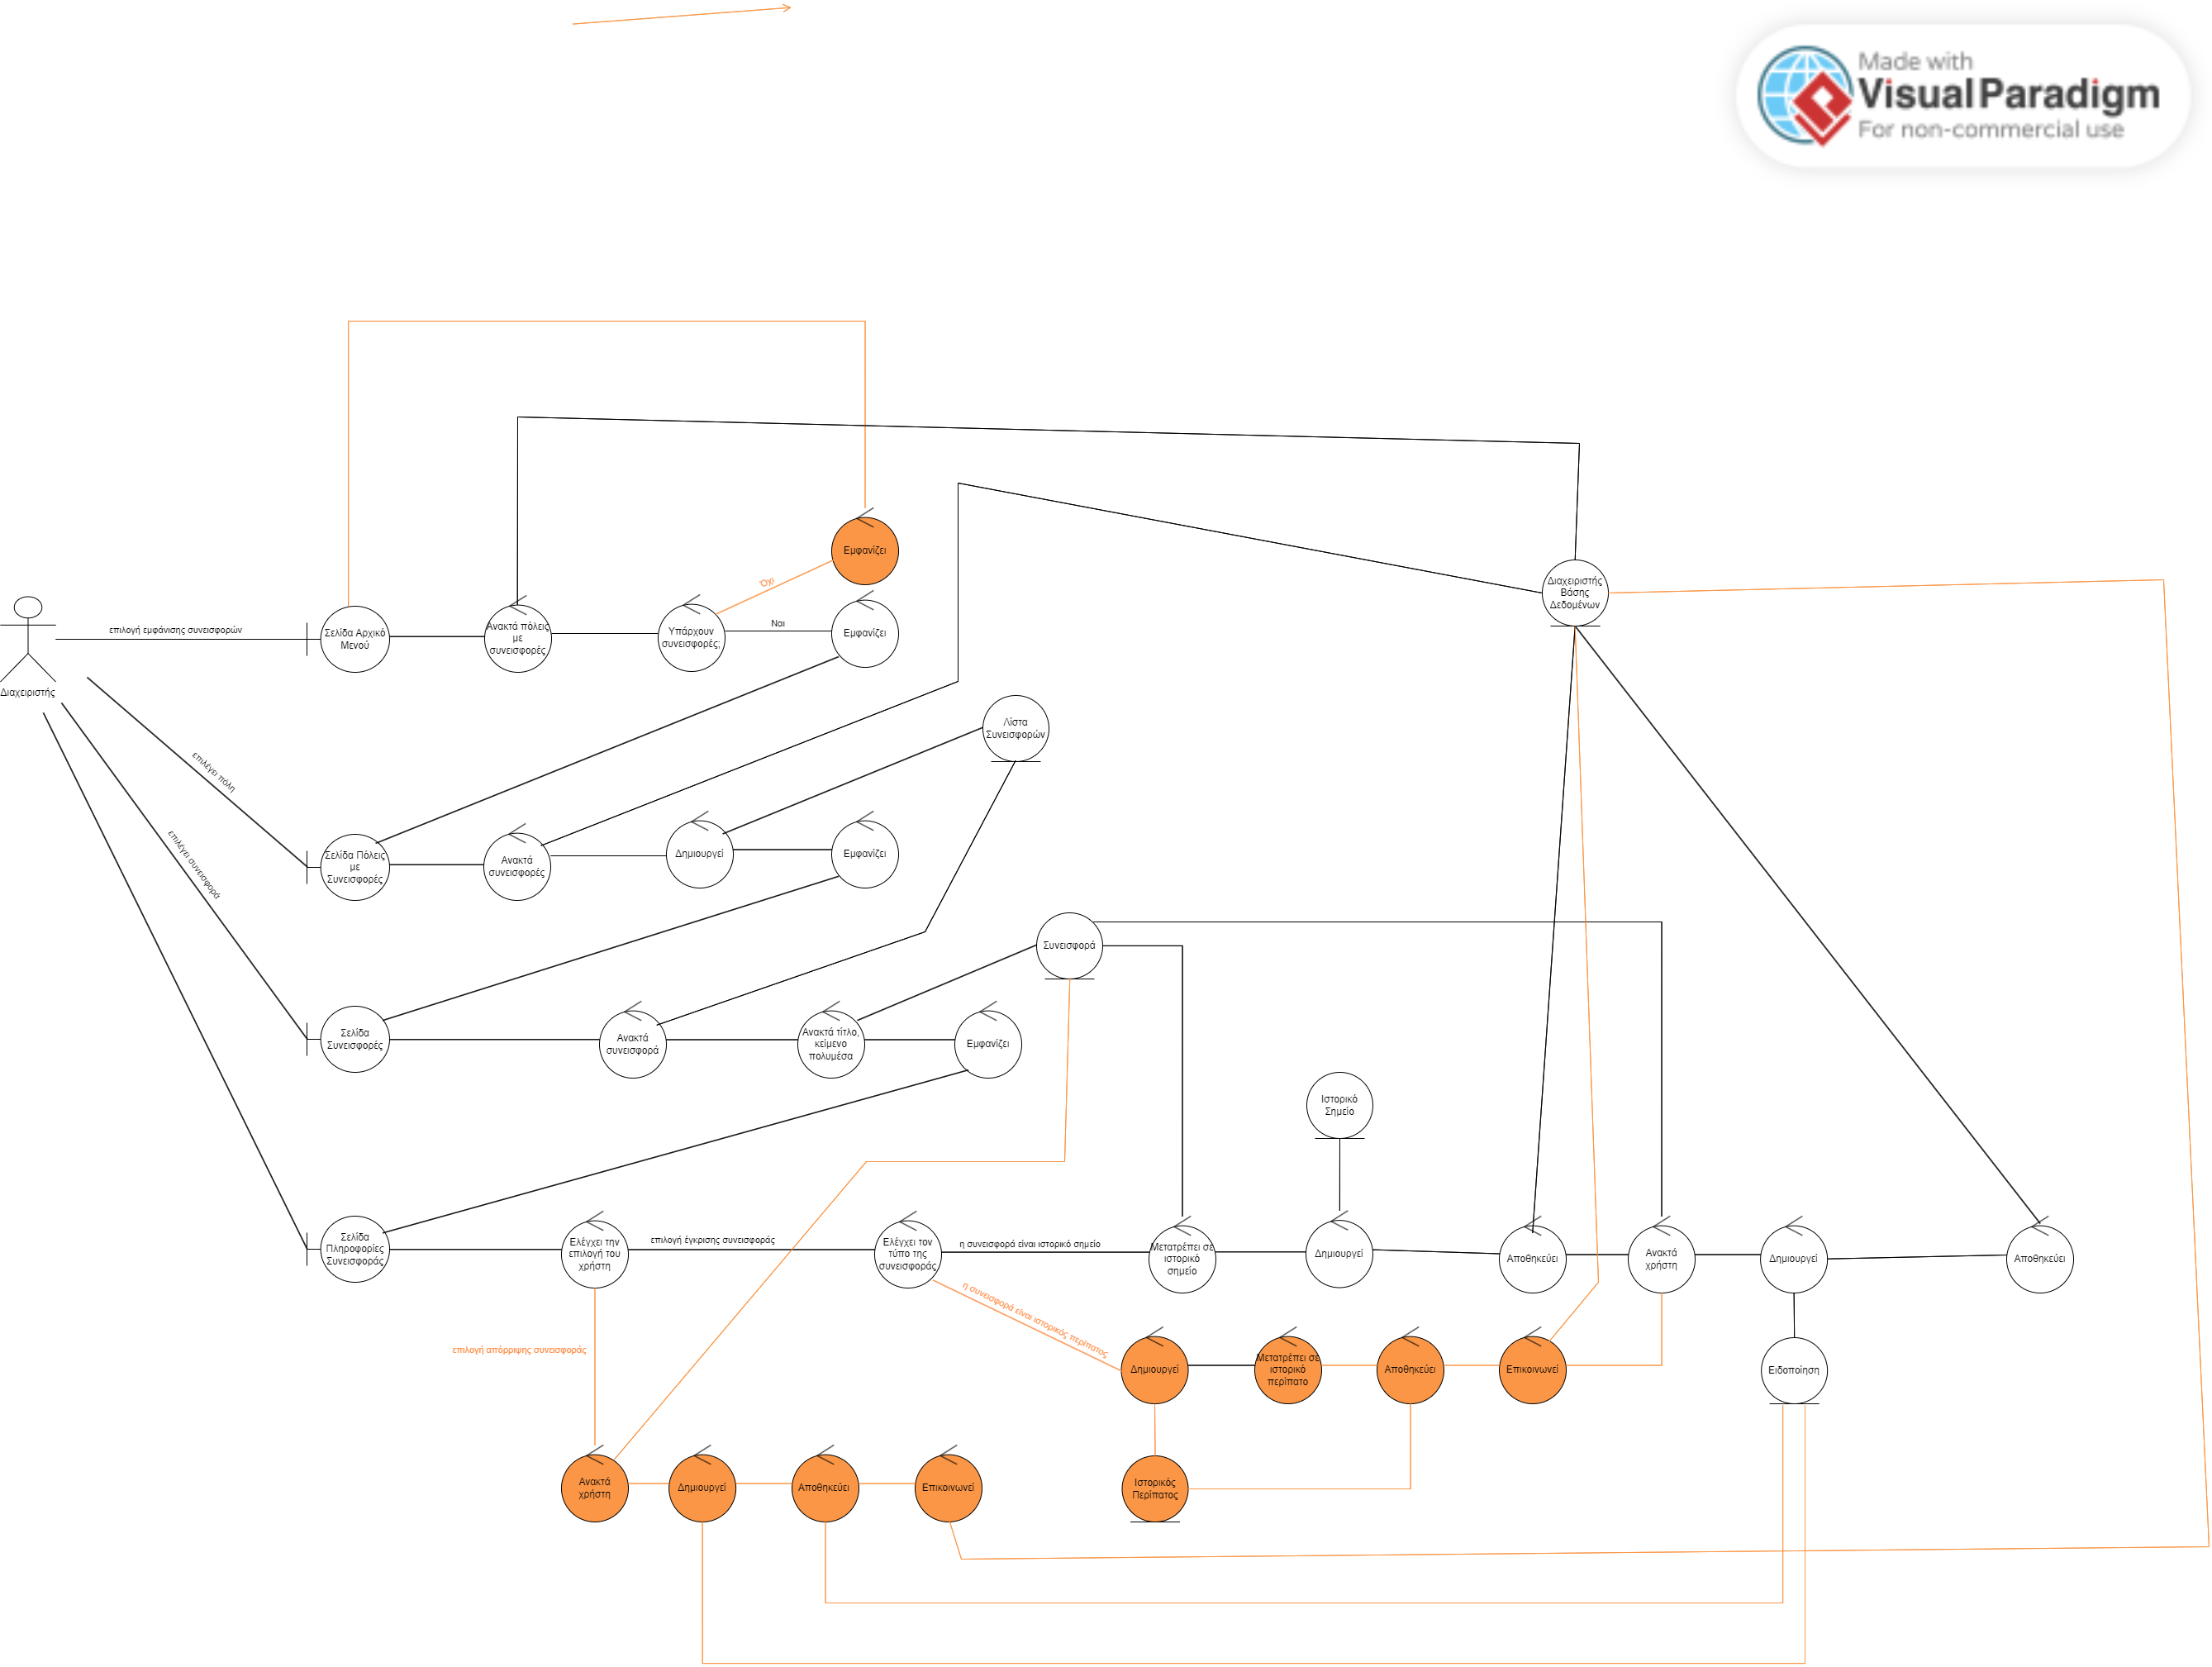 Made with
Visual Paradigm
For non-commercial use
Εμφανίζει
Όχι
Διαχειριστής
Βάσης
Δεδομένων
επιλογή εμφάνισης συνεισφορών
Σελίδα Αρχικό
Μενού
Ανακτά πόλεις
με
συνεισφορές
Υπάρχουν
συνεισφορές;
Ναι
Εμφανίζει
Διαχειριστής
Λίστα
Συνεισφορών
επιλέγει πόλη
Σελίδα Πόλεις
με
Συνεισφορές
Ανακτά
συνεισφορές
Δημιουργεί
Εμφανίζει
επιλέγει συνεισφορά
Συνεισφορά
Σελίδα
Συνεισφορές
Ανακτά
συνεισφορά
Ανακτά τίτλο,
κείμενο
πολυμέσα
Εμφανίζει
Ιστορικό
Σημείο
Σελίδα
Πληροφορίες
Συνεισφοράς
Ελέγχει την
επιλογή του
χρήστη
επιλογή έγκρισης συνεισφοράς
Ελέγχει τον
τύπο της
συνεισφοράς
η συνεισφορά είναι ιστορικό σημείο
Μετατρέπει σε
ιστορικό
σημείο
Δημιουργεί
Αποθηκεύει
Ανακτά
χρήστη
Δημιουργεί
Αποθηκεύει
η συνεισφορά είναι ιστορικός περίπατος
επιλογή απόρριψης συνεισφοράς
Δημιουργεί
Μετατρέπει σε
ιστορικό
περίπατο
Αποθηκεύει
Επικοινωνεί
Ειδοποίηση
Ανακτά
χρήστη
Δημιουργεί
Αποθηκεύει
Επικοινωνεί
Ιστορικός
Περίπατος